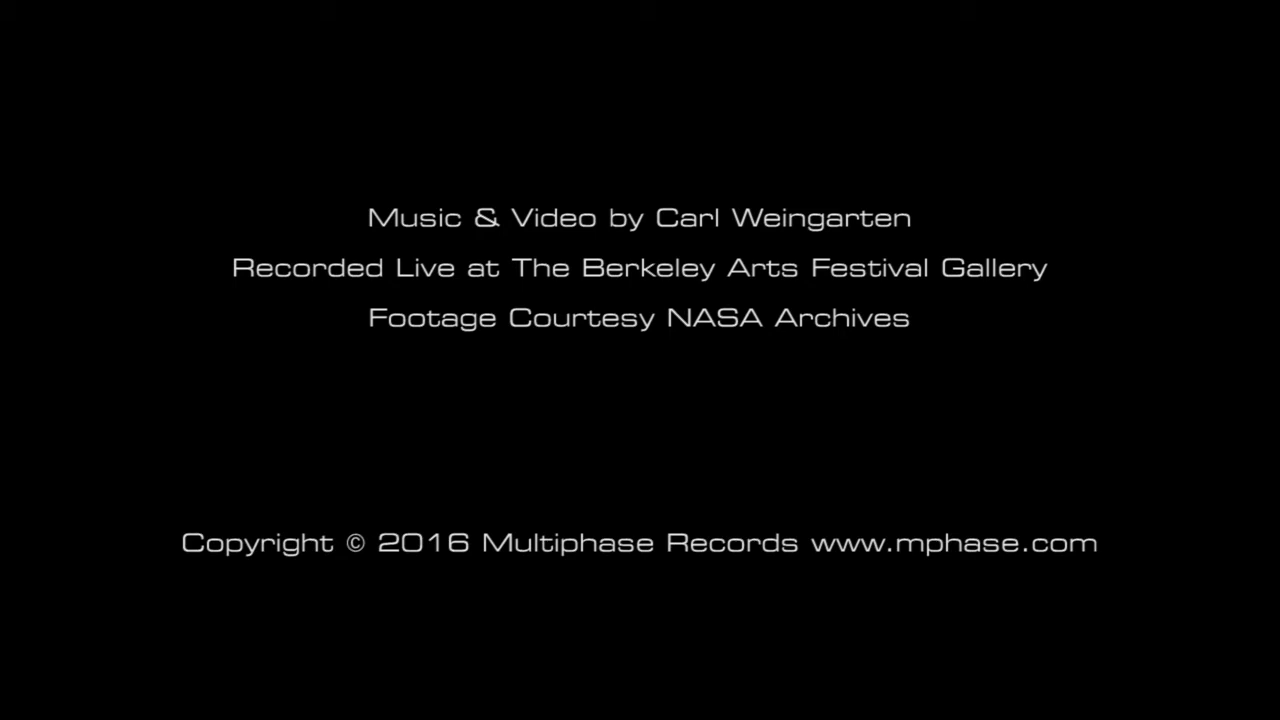 Music & Video by Carl Weingarten
Recorded Live at The Berkeley Arts Festival Gallery
Footage Courtesy NASA Archives
Copyright © 2016 Multiphase Records www.mphase.com